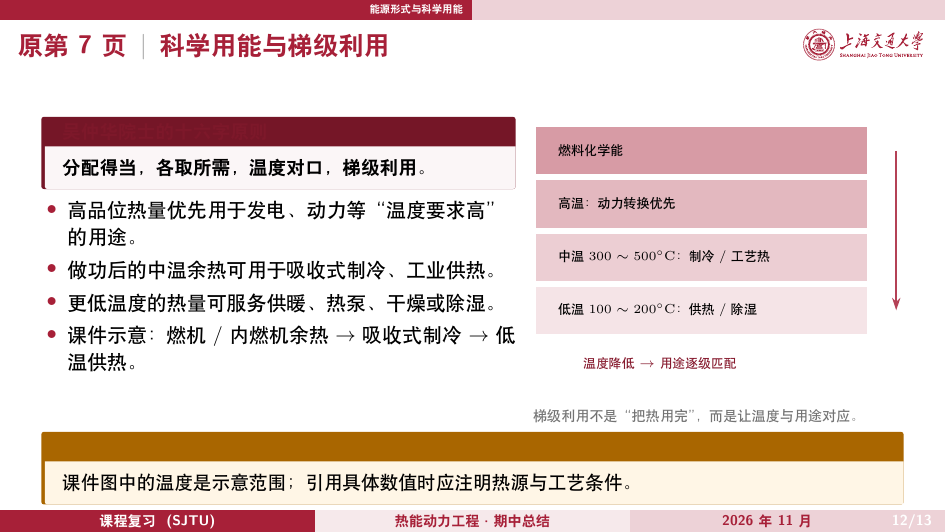 能源形式与科学用能
原第 7 页 | 科学用能与梯级利用
上海交通大学
SHANGHAI JIAO TONG UNIVERSITY
分配得当，各取所需，温度对口，梯级利用。
• 高品位热量优先用于发电、动力等“温度要求高”
的用途。
• 做功后的中温余热可用于吸收式制冷、工业供热。
• 更低温度的热量可服务供暖、热泵、干燥或除湿。
• 课件示意：燃机 / 内燃机余热 → 吸收式制冷 → 低
温供热。
燃料化学能
高温：动力转换优先
中温 300 ∼ 500°C：制冷 / 工艺热
低温 100 ∼ 200°C：供热 / 除湿
温度降低 → 用途逐级匹配
梯级利用不是“把热用完”，而是让温度与用途对应。
课件图中的温度是示意范围；引用具体数值时应注明热源与工艺条件。
课程复习 (SJTU)
热能动力工程 · 期中总结
2026 年 11 月
12/13